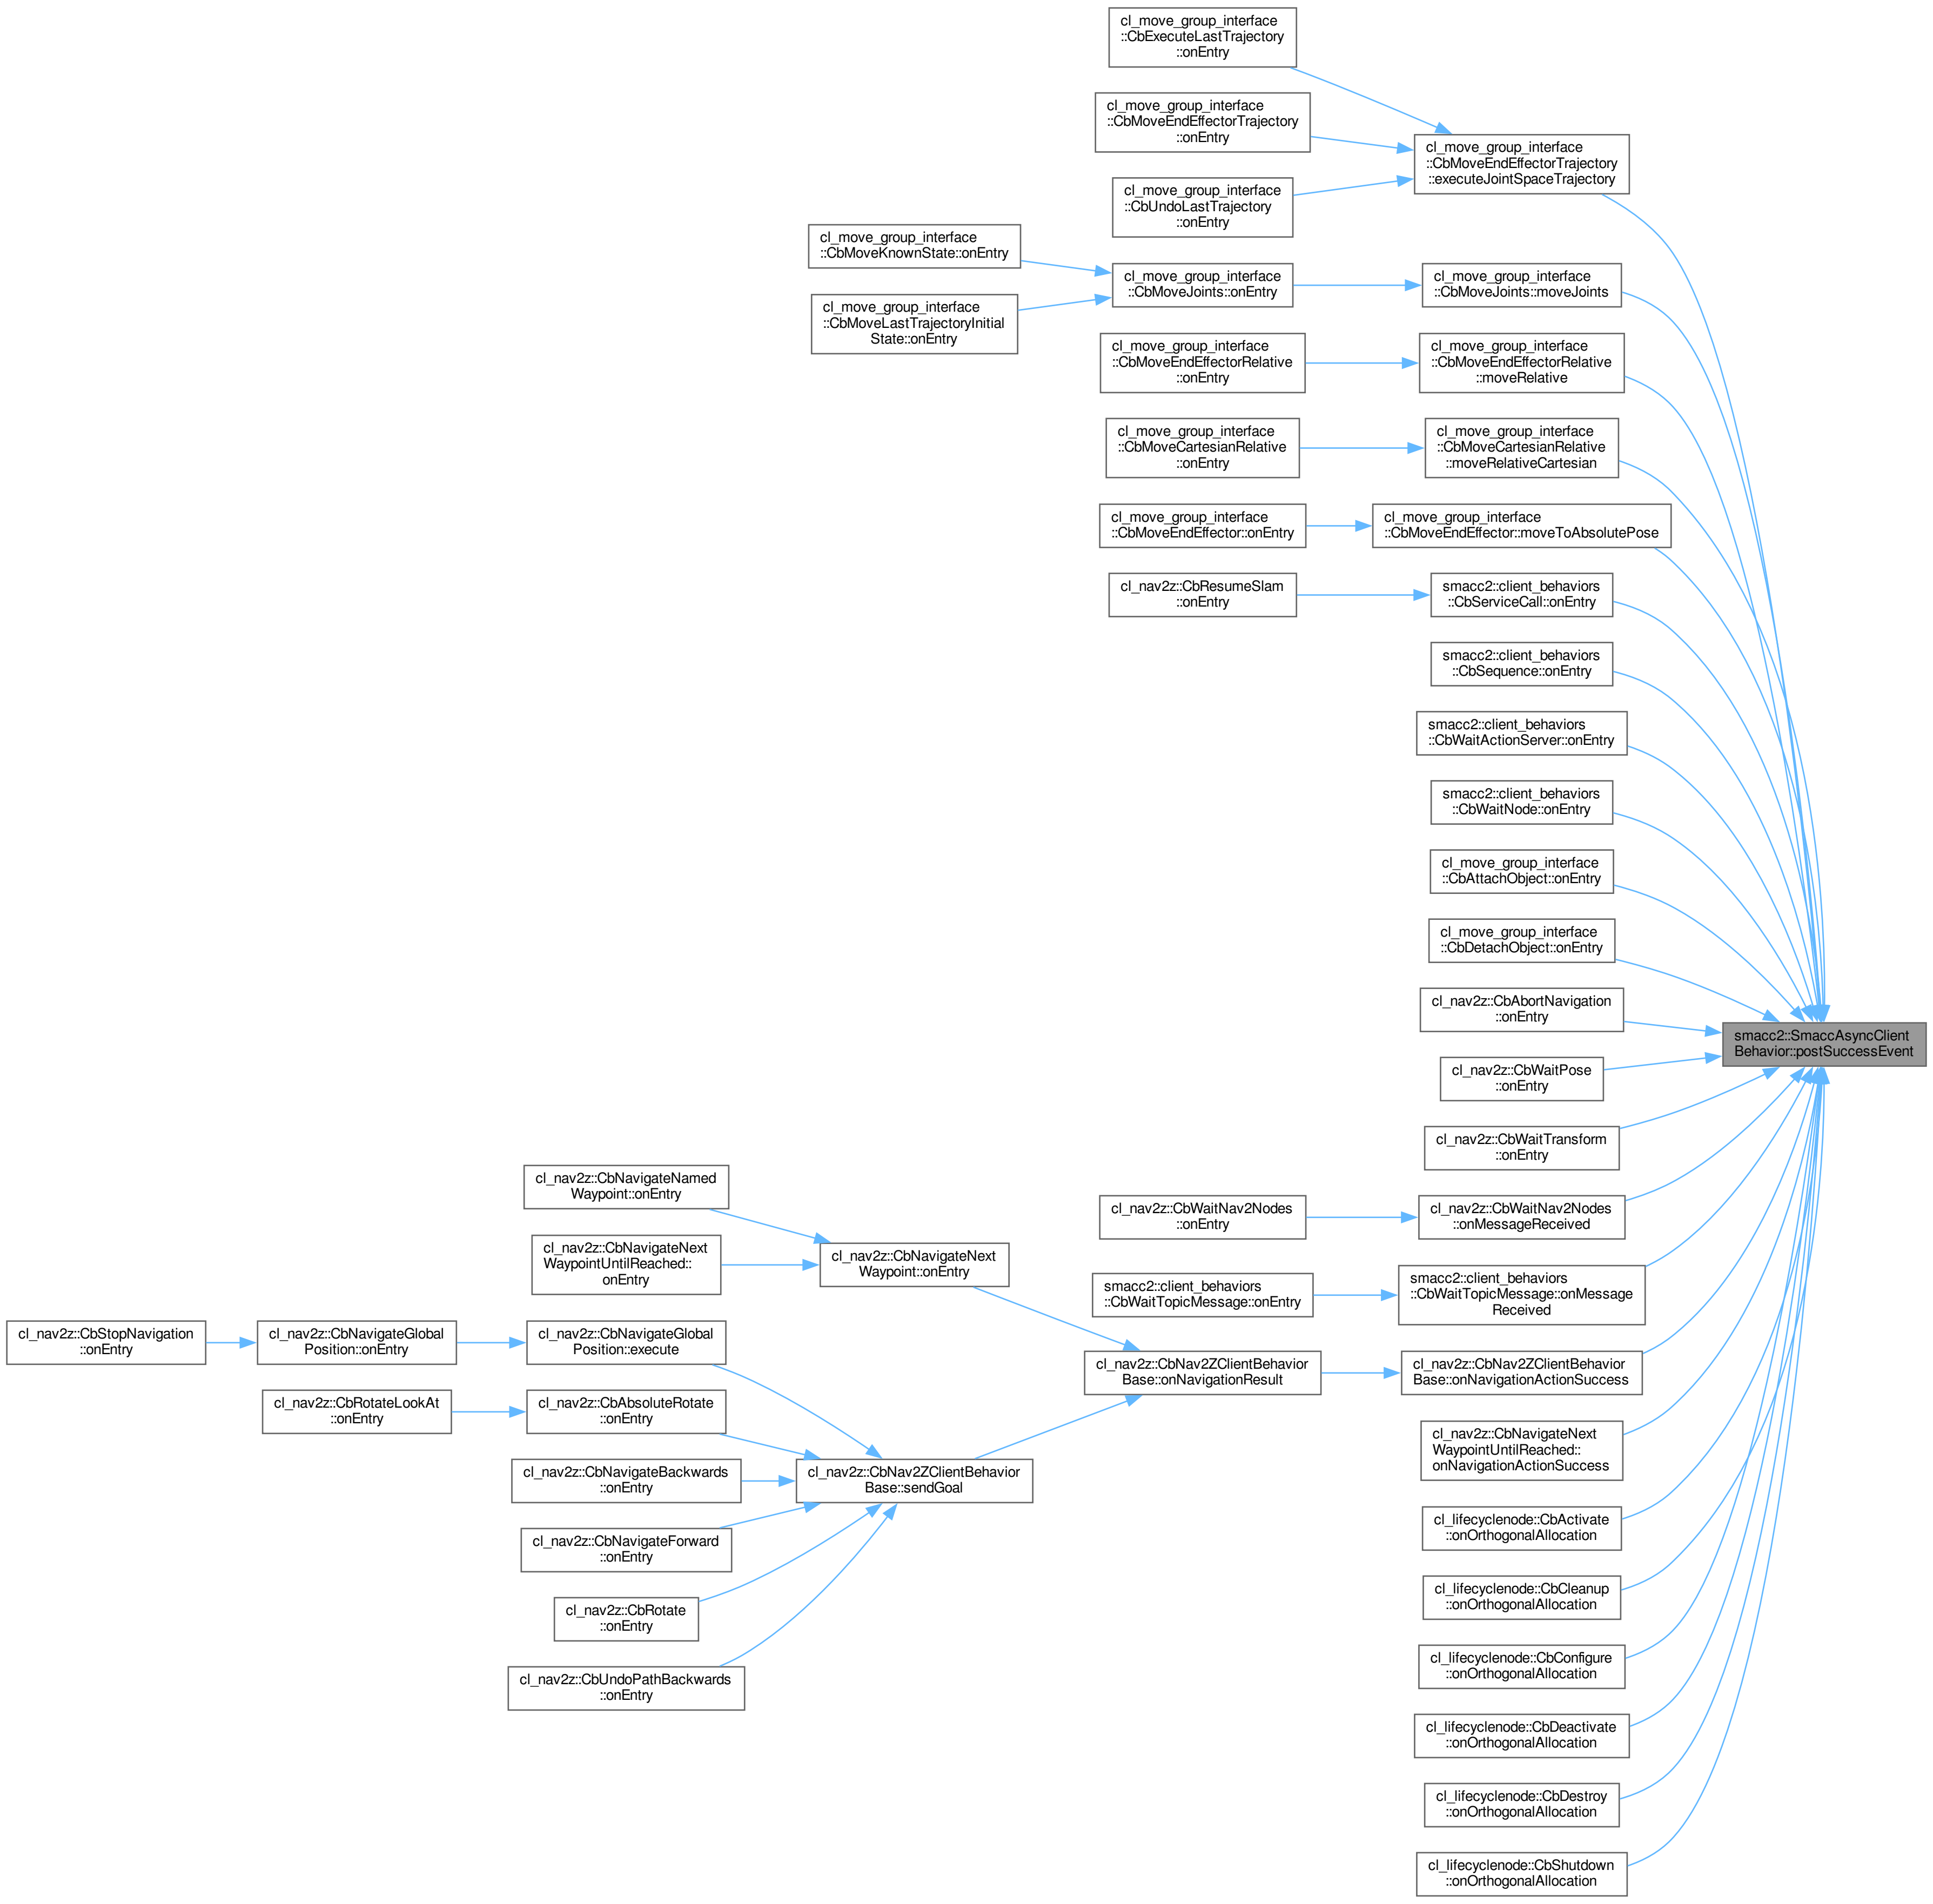 cl_move_group_interface
::CbExecuteLastTrajectory
::onEntry
cl_move_group_interface
::CbMoveEndEffectorTrajectory
::onEntry
cl_move_group_interface
::CbMoveEndEffectorTrajectory
::executeJointSpaceTrajectory
cl_move_group_interface
::CbUndoLastTrajectory
::onEntry
cl_move_group_interface
::CbMoveKnownState::onEntry
cl_move_group_interface
::CbMoveJoints::onEntry
cl_move_group_interface
::CbMoveJoints::moveJoints
cl_move_group_interface
::CbMoveLastTrajectoryInitial
State::onEntry
cl_move_group_interface
::CbMoveEndEffectorRelative
::onEntry
cl_move_group_interface
::CbMoveEndEffectorRelative
::moveRelative
cl_move_group_interface
::CbMoveCartesianRelative
::onEntry
cl_move_group_interface
::CbMoveCartesianRelative
::moveRelativeCartesian
cl_move_group_interface
::CbMoveEndEffector::onEntry
cl_move_group_interface
::CbMoveEndEffector::moveToAbsolutePose
cl_nav2z::CbResumeSlam
::onEntry
smacc2::client_behaviors
::CbServiceCall::onEntry
smacc2::client_behaviors
::CbSequence::onEntry
smacc2::client_behaviors
::CbWaitActionServer::onEntry
smacc2::client_behaviors
::CbWaitNode::onEntry
cl_move_group_interface
::CbAttachObject::onEntry
cl_move_group_interface
::CbDetachObject::onEntry
cl_nav2z::CbAbortNavigation
::onEntry
smacc2::SmaccAsyncClient
Behavior::postSuccessEvent
cl_nav2z::CbWaitPose
::onEntry
cl_nav2z::CbWaitTransform
::onEntry
cl_nav2z::CbNavigateNamed
Waypoint::onEntry
cl_nav2z::CbWaitNav2Nodes
::onEntry
cl_nav2z::CbWaitNav2Nodes
::onMessageReceived
cl_nav2z::CbNavigateNext
WaypointUntilReached::
onEntry
cl_nav2z::CbNavigateNext
Waypoint::onEntry
smacc2::client_behaviors
::CbWaitTopicMessage::onEntry
smacc2::client_behaviors
::CbWaitTopicMessage::onMessage
Received
cl_nav2z::CbStopNavigation
::onEntry
cl_nav2z::CbNavigateGlobal
Position::onEntry
cl_nav2z::CbNavigateGlobal
Position::execute
cl_nav2z::CbNav2ZClientBehavior
Base::onNavigationResult
cl_nav2z::CbNav2ZClientBehavior
Base::onNavigationActionSuccess
cl_nav2z::CbRotateLookAt
::onEntry
cl_nav2z::CbAbsoluteRotate
::onEntry
cl_nav2z::CbNavigateNext
WaypointUntilReached::
onNavigationActionSuccess
cl_nav2z::CbNavigateBackwards
::onEntry
cl_nav2z::CbNav2ZClientBehavior
Base::sendGoal
cl_lifecyclenode::CbActivate
::onOrthogonalAllocation
cl_nav2z::CbNavigateForward
::onEntry
cl_lifecyclenode::CbCleanup
::onOrthogonalAllocation
cl_nav2z::CbRotate
::onEntry
cl_lifecyclenode::CbConfigure
::onOrthogonalAllocation
cl_nav2z::CbUndoPathBackwards
::onEntry
cl_lifecyclenode::CbDeactivate
::onOrthogonalAllocation
cl_lifecyclenode::CbDestroy
::onOrthogonalAllocation
cl_lifecyclenode::CbShutdown
::onOrthogonalAllocation